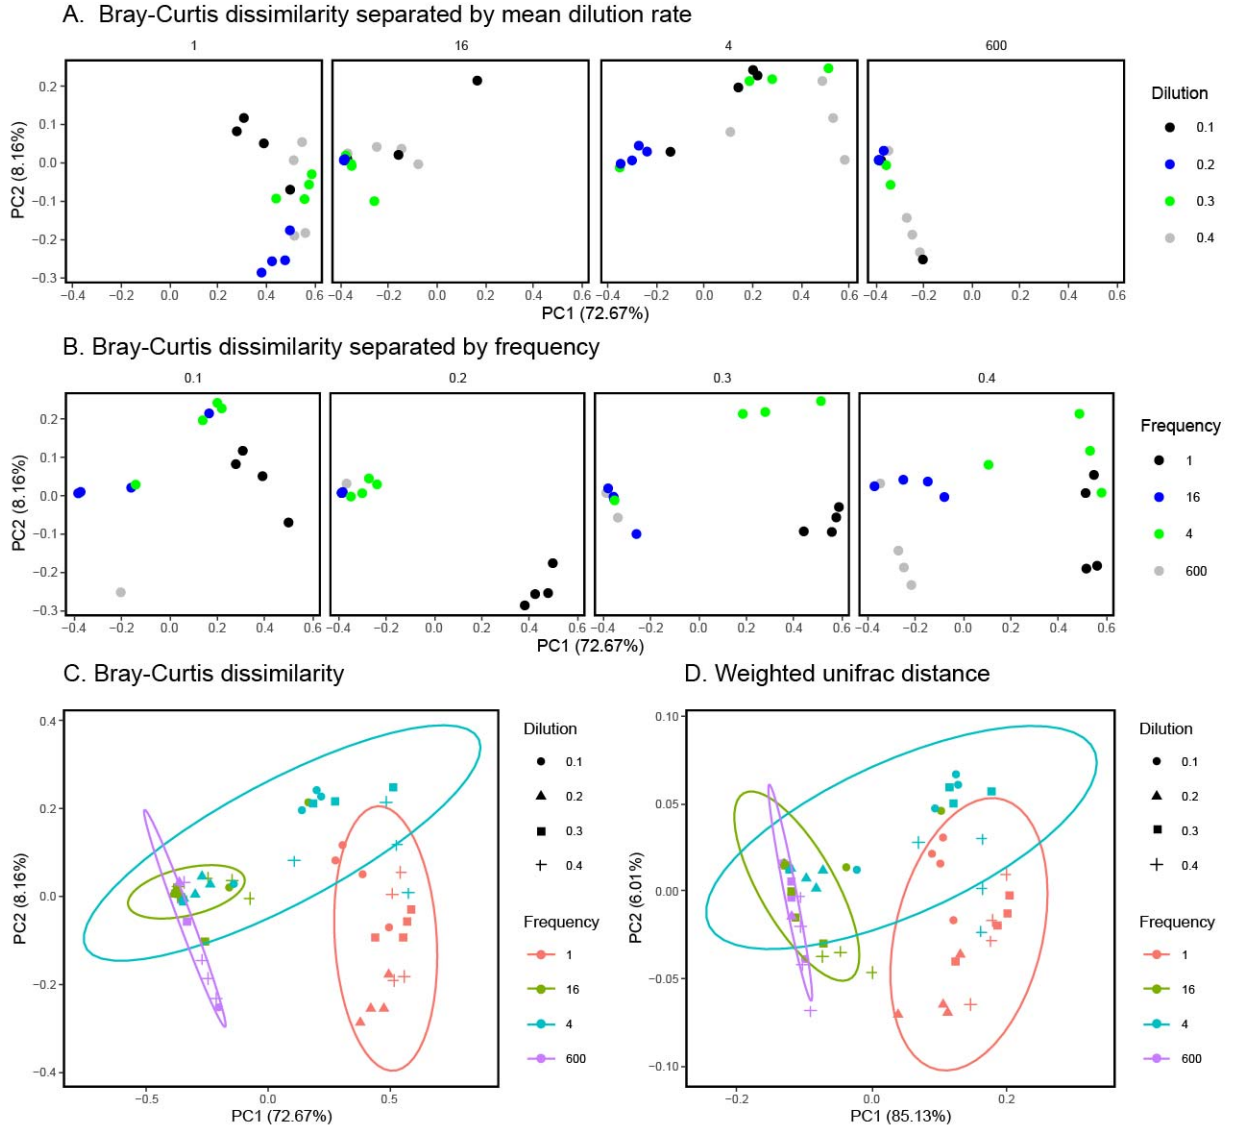 A.  Bray-Curtis dissimilarity separated by mean dilution rate
1 16 4 600
0.2
0.1
0.0
−0.1
−0.2
−0.3
PC2 (8.16%)
−0.4 −0.2 0.0 0.2 0.4 0.6 −0.4 −0.2 0.0 0.2 0.4 0.6 −0.4 −0.2 0.0 0.2 0.4 0.6 −0.4 −0.2 0.0 0.2 0.4 0.6
PC1 (72.67%)
Dilution
0.1
0.2
0.3
0.4
B. Bray-Curtis dissimilarity separated by frequency
0.1 0.2 0.3 0.4
0.2
0.1
0.0
−0.1
−0.2
−0.3
PC2 (8.16%)
−0.4 −0.2 0.0 0.2 0.4 0.6 −0.4 −0.2 0.0 0.2 0.4 0.6 −0.4 −0.2 0.0 0.2 0.4 0.6 −0.4 −0.2 0.0 0.2 0.4 0.6
PC1 (72.67%)
Frequency
1
16
4
600
C. Bray-Curtis dissimilarity
0.4
0.2
0.0
−0.2
−0.4
PC2 (8.16%)
−0.5 0.0 0.5
PC1 (72.67%)
Dilution
0.1
0.2
0.3
0.4
Frequency
1
16
4
600
D. Weighted unifrac distance
0.10
0.05
0.00
−0.05
−0.10
PC2 (6.01%)
−0.2 0.0 0.2
PC1 (85.13%)
Dilution
0.1
0.2
0.3
0.4
Frequency
1
16
4
600